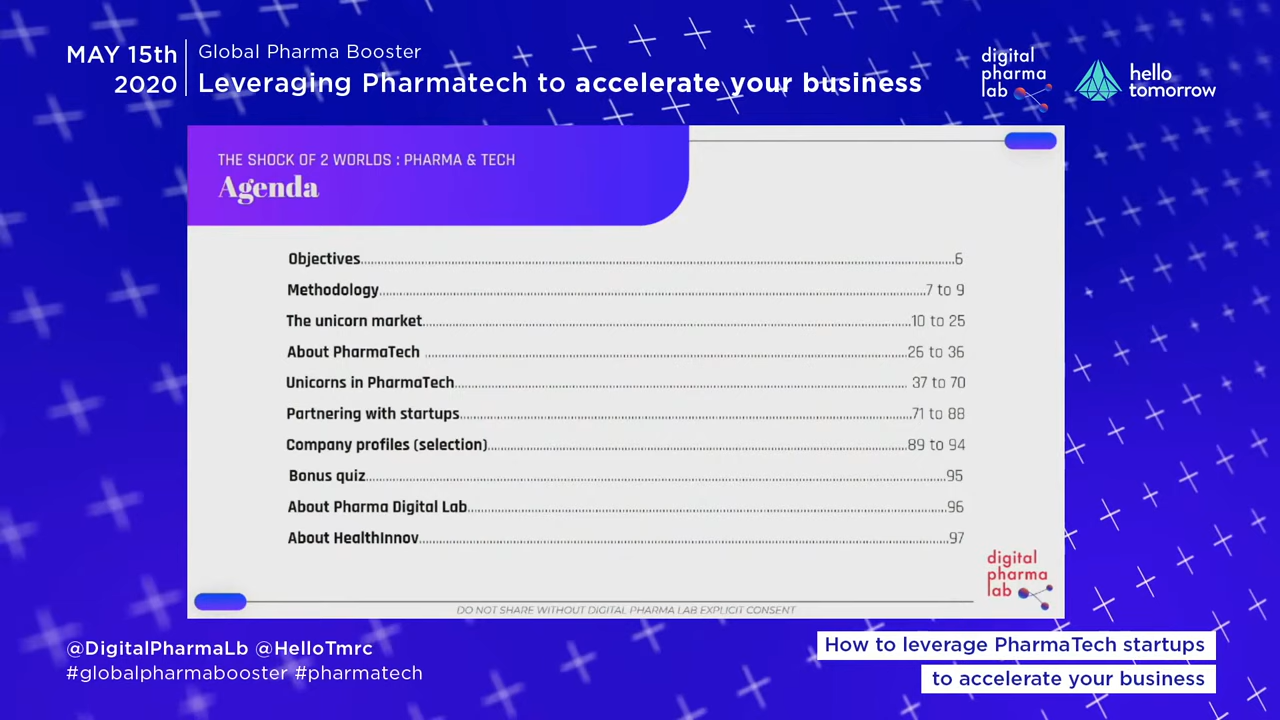 MAY 15th
2020
Global Pharma Booster
Leveraging Pharmatech to accelerate your business
digital
pharma
lab
hello
tomorrow
THE SHOCK OF 2 WORLDS : PHARMA & TECH
Agenda
Objectives 6
Methodology 7 to 9
The unicorn market 10 to 25
About PharmaTech 26 to 36
Unicorns in PharmaTech 37 to 70
Partnering with startups 71 to 88
Company profiles (selection) 89 to 94
Bonus quiz 95
About Pharma Digital Lab 96
About HealthInnov 97
digital
pharma
lab
DO NOT SHARE WITHOUT DIGITAL PHARMA LAB EXPLICIT CONSENT
@DigitalPharmaLb @HelloTmrc
#globalpharmabooster #pharmatech
How to leverage PharmaTech startups
to accelerate your business